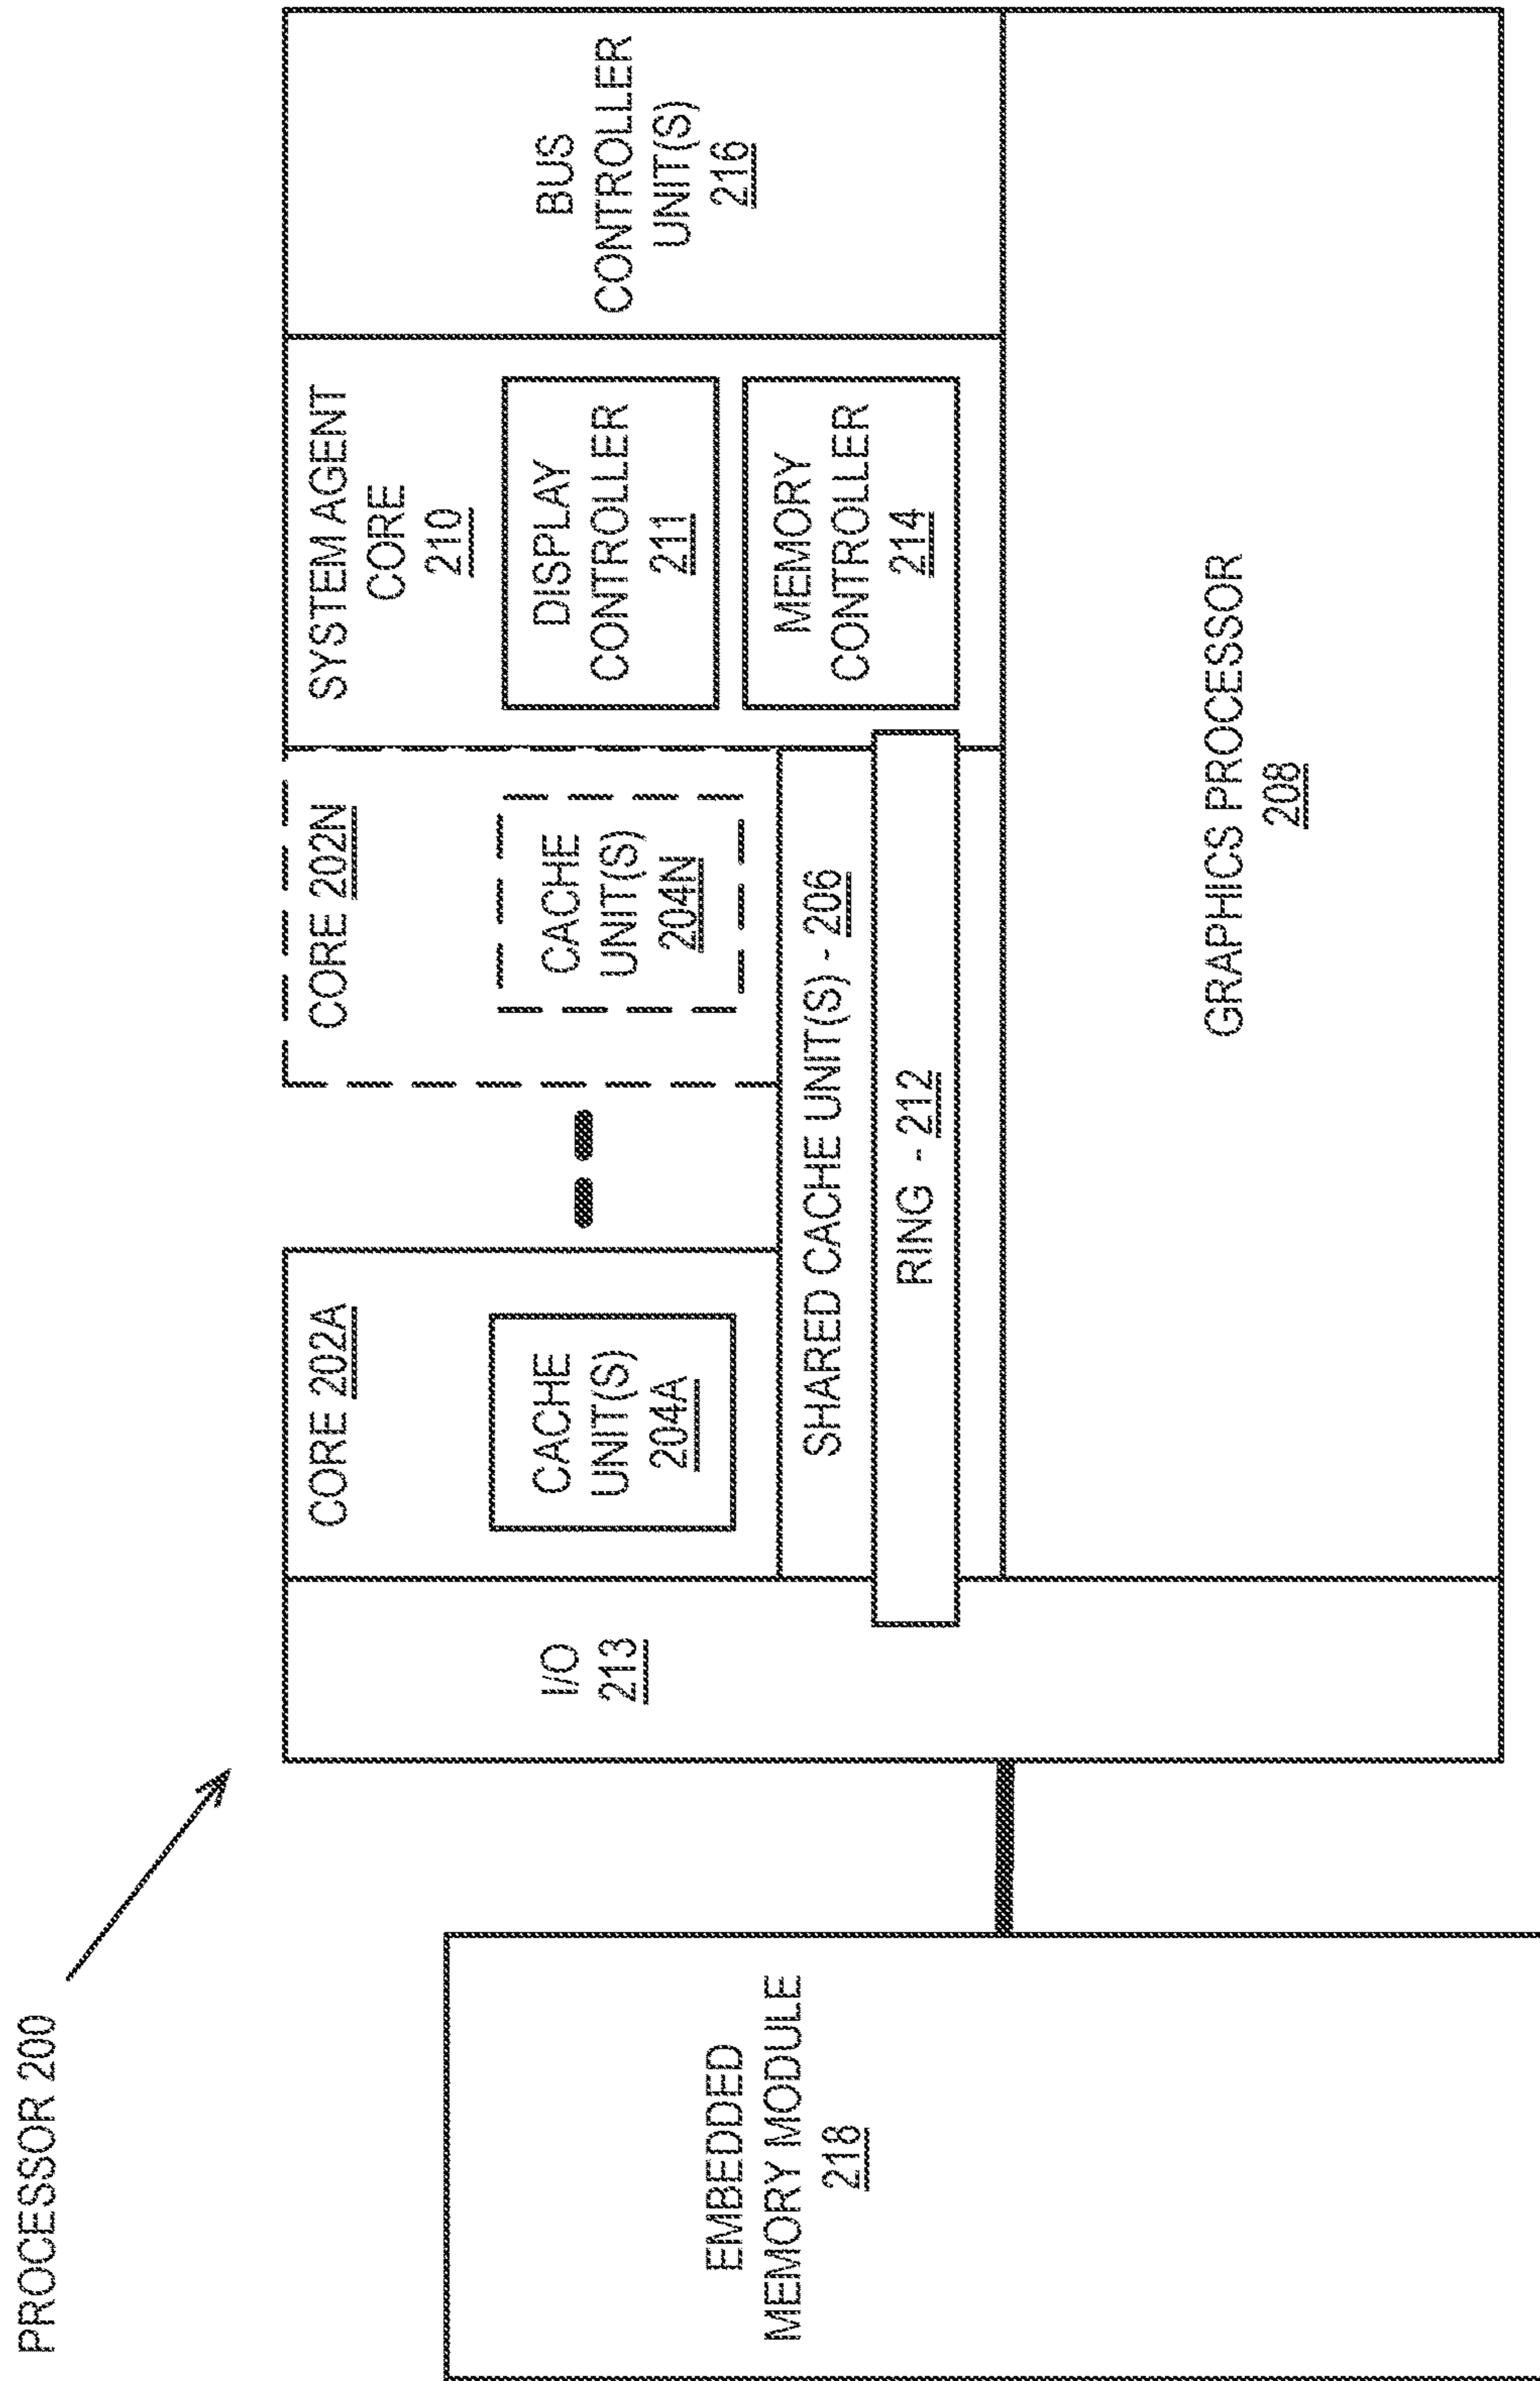 PROCESSOR 200
EMBEDDED
MEMORY MODULE
218
I/O
213
CORE 202A
CACHE
UNIT(S)
204A
CORE 202N
CACHE
UNIT(S)
204N
SHARED CACHE UNIT(S) - 206
RING - 212
SYSTEM AGENT
CORE
210
DISPLAY
CONTROLLER
211
MEMORY
CONTROLLER
214
BUS
CONTROLLER
UNIT(S)
216
GRAPHICS PROCESSOR
208